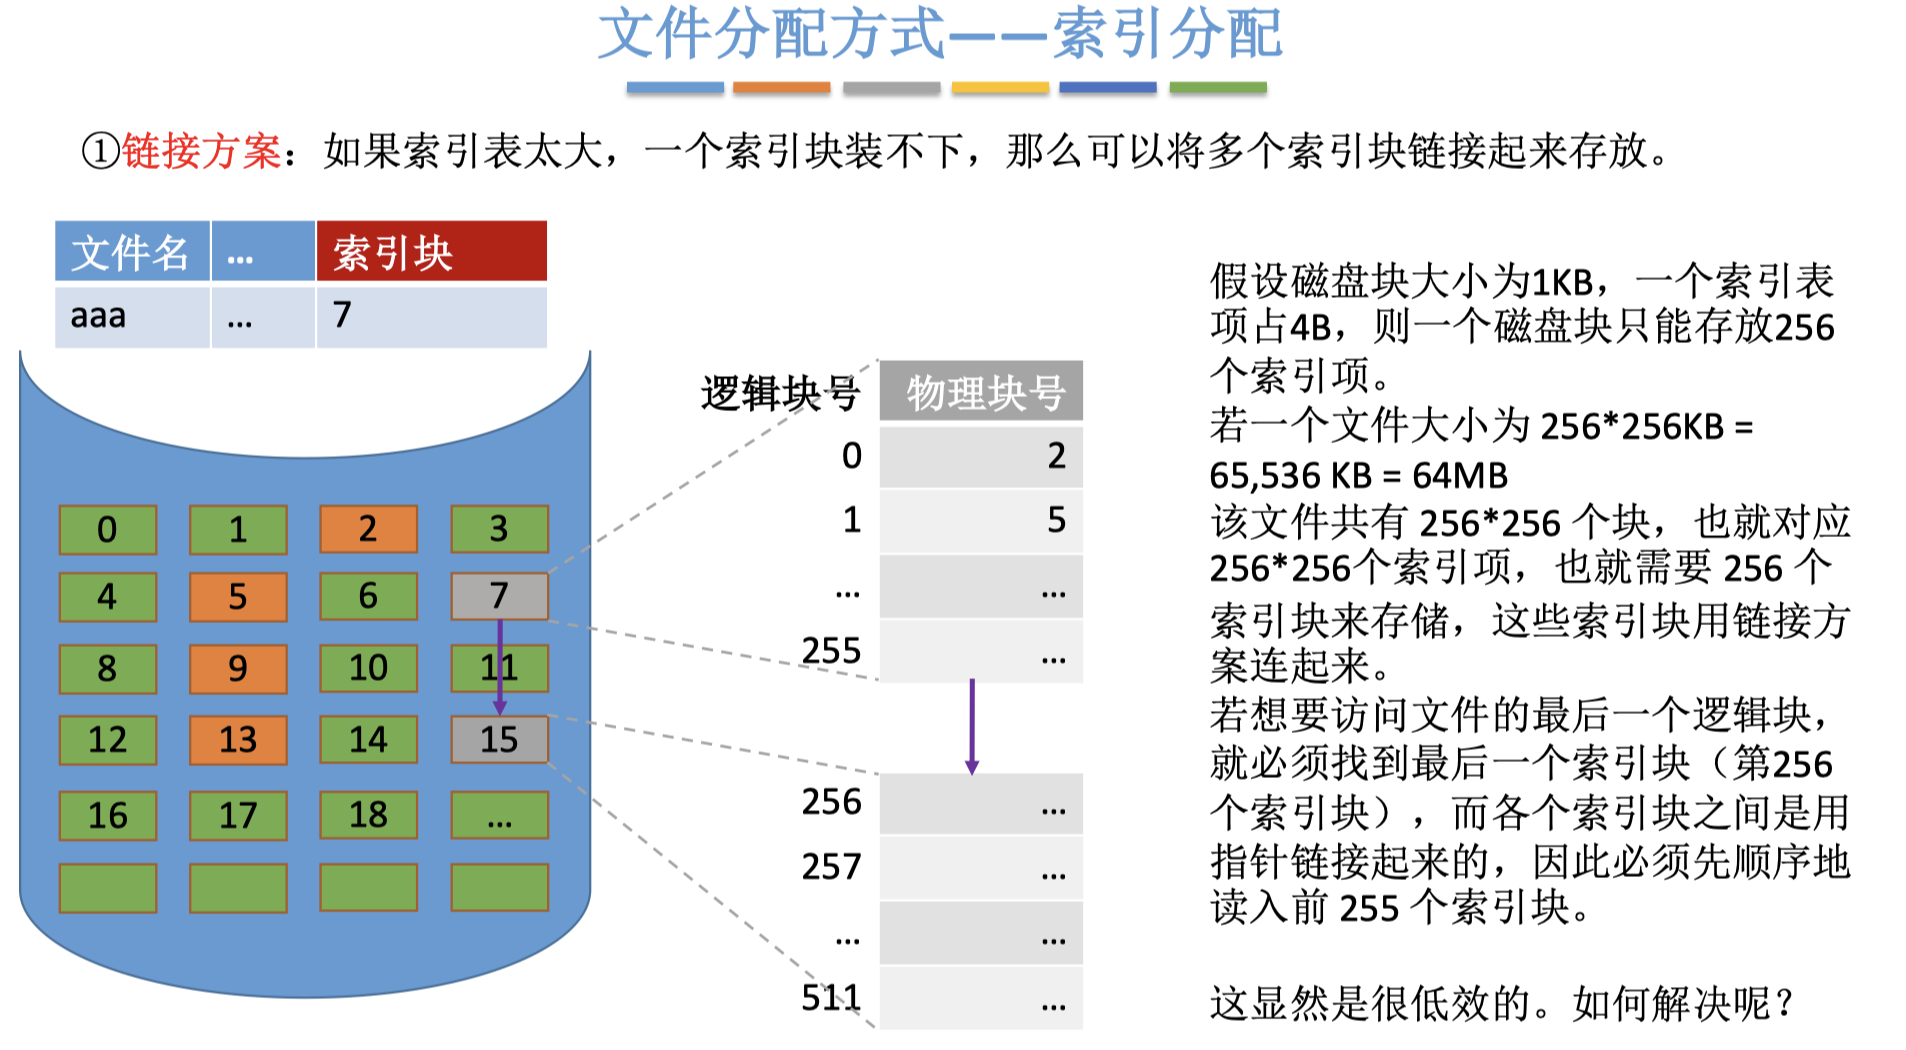 文件分配方式——索引分配
①链接方案：如果索引表太大，一个索引块装不下，那么可以将多个索引块链接起来存放。
文件名 … 索引块
aaa … 7
0 1 2 3
4 5 6 7
8 9 10 11
12 13 14 15
16 17 18 …
逻辑块号 物理块号
0 2
1 5
… …
255 …
256 …
257 …
… …
511 …
假设磁盘块大小为1KB，一个索引表
项占4B，则一个磁盘块只能存放256
个索引项。
若一个文件大小为 256*256KB =
65,536 KB = 64MB
该文件共有 256*256 个块，也就对应
256*256个索引项，也就需要 256 个
索引块来存储，这些索引块用链接方
案连起来。
若想要访问文件的最后一个逻辑块，
就必须找到最后一个索引块（第256
个索引块），而各个索引块之间是用
指针链接起来的，因此必须先顺序地
读入前 255 个索引块。
这显然是很低效的。如何解决呢？